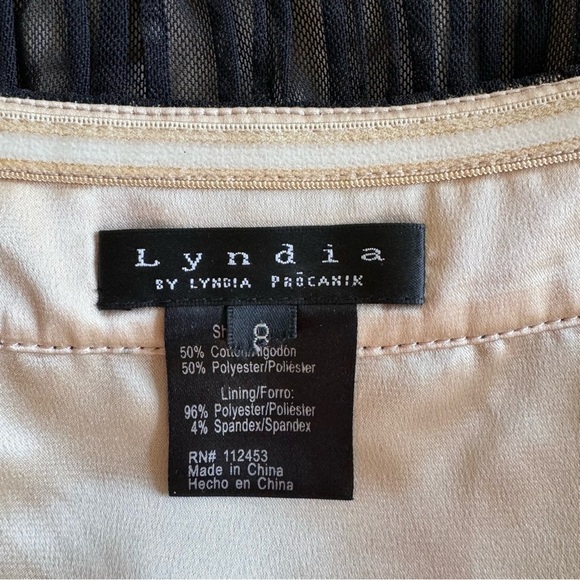 Lyndia
BY LYNDIA PRŌCANIK
8
50% Cotton/Algodón
50% Polyester/Poliéster
Lining/Forro:
96% Polyester/Poliéster
4% Spandex/Spandex
RN# 112453
Made in China
Hecho en China